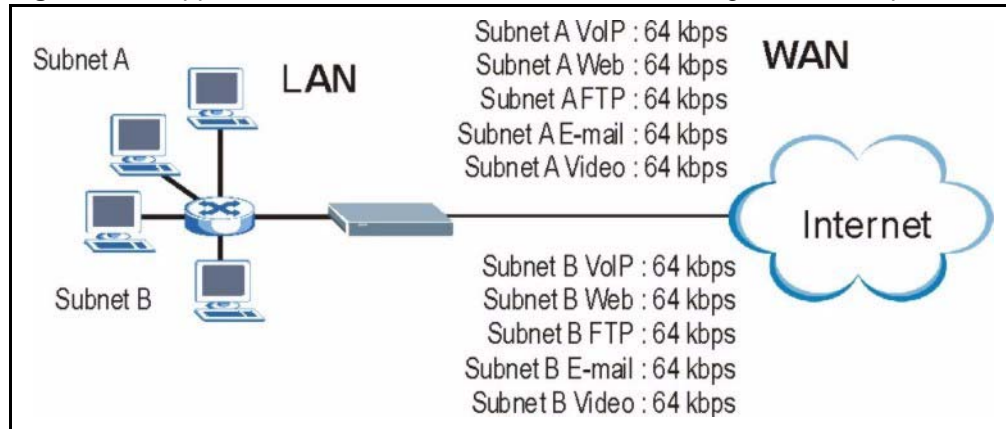 Subnet A
LAN
Subnet A VoIP : 64 kbps
Subnet A Web : 64 kbps
Subnet A FTP : 64 kbps
Subnet A E-mail : 64 kbps
Subnet A Video : 64 kbps
WAN
Internet
Subnet B
Subnet B VoIP : 64 kbps
Subnet B Web : 64 kbps
Subnet B FTP : 64 kbps
Subnet B E-mail : 64 kbps
Subnet B Video : 64 kbps